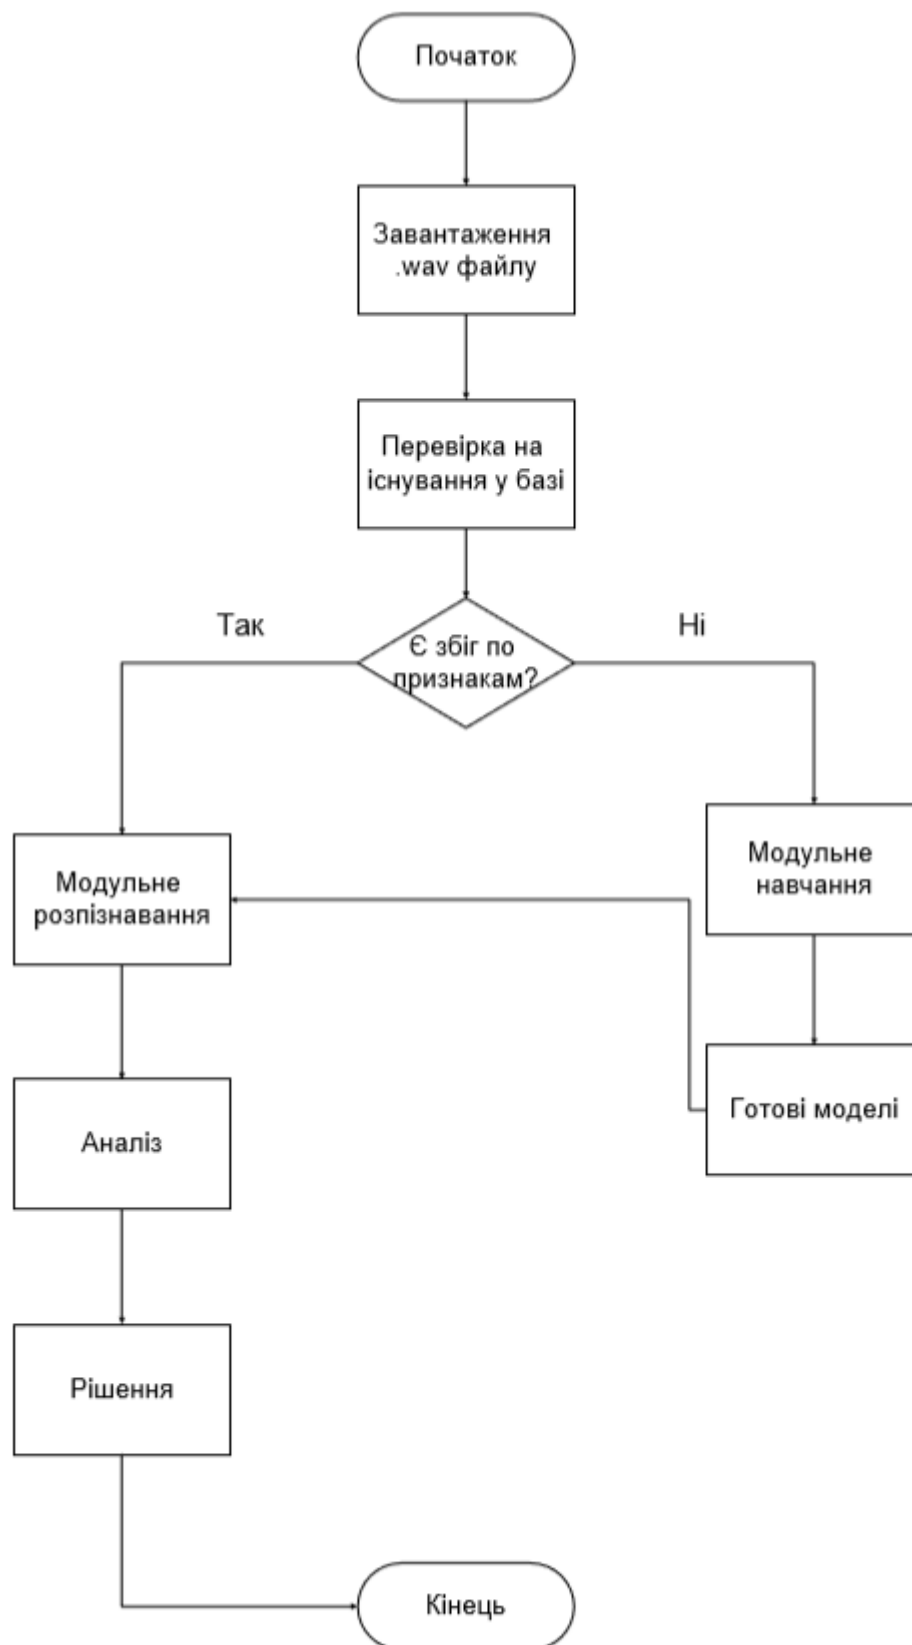 Початок
Завантаження
.wav файлу
Перевірка на
існування у базі
Так
Ні
Є збіг по
признакам?
Модульне
розпізнавання
Модульне
навчання
Готові моделі
Аналіз
Рішення
Кінець